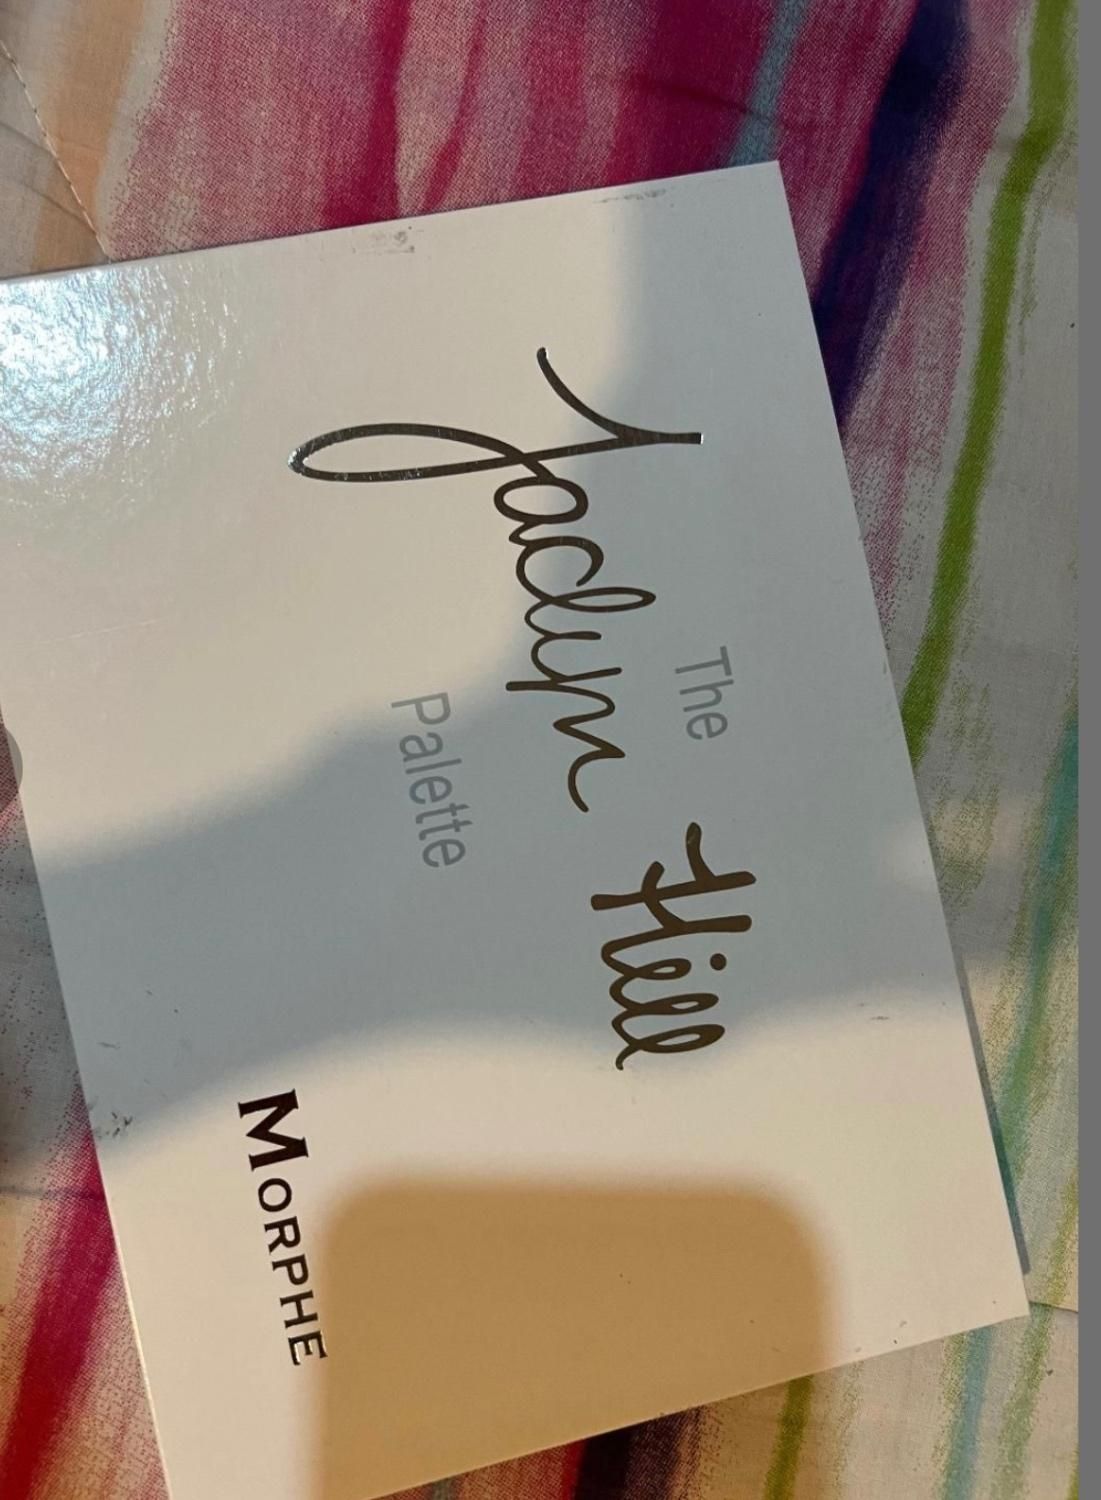 The
Jaclyn Hill
Palette
MORPHE